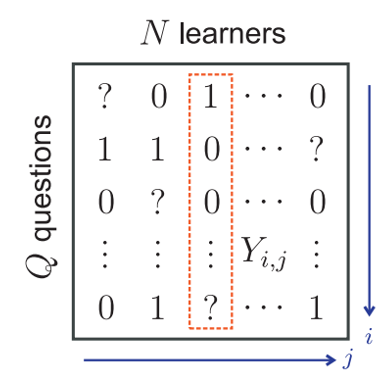 N learners
Q questions
? 0 1 ⋯ 0
1 1 0 ⋯ ?
0 ? 0 ⋯ 0
⋮ ⋮ ⋮ Y_{i,j} ⋮
0 1 ? ⋯ 1
i
j